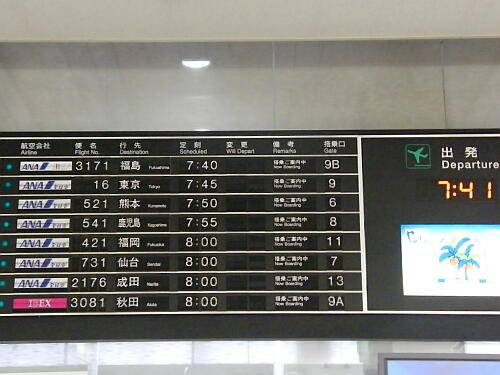 航空会社 便名 行先 定刻 変更 備考 搭乗口
Airline Flight No. Destination Scheduled Will Depart Remarks Gate
ANA 3171 福島 Fukushima 7:40 搭乗ご案内中 Now Boarding 9B
ANA 16 東京 Tokyo 7:45 搭乗ご案内中 Now Boarding 9
ANA 521 熊本 Kumamoto 7:50 搭乗ご案内中 Now Boarding 6
ANA 541 鹿児島 Kagoshima 7:55 搭乗ご案内中 Now Boarding 8
ANA 421 福岡 Fukuoka 8:00 搭乗ご案内中 Now Boarding 11
ANA 731 仙台 Sendai 8:00 搭乗ご案内中 Now Boarding 7
ANA 2176 成田 Narita 8:00 搭乗ご案内中 Now Boarding 13
3081 秋田 Akita 8:00 搭乗ご案内中 Now Boarding 9A
出発
Departure
7:41